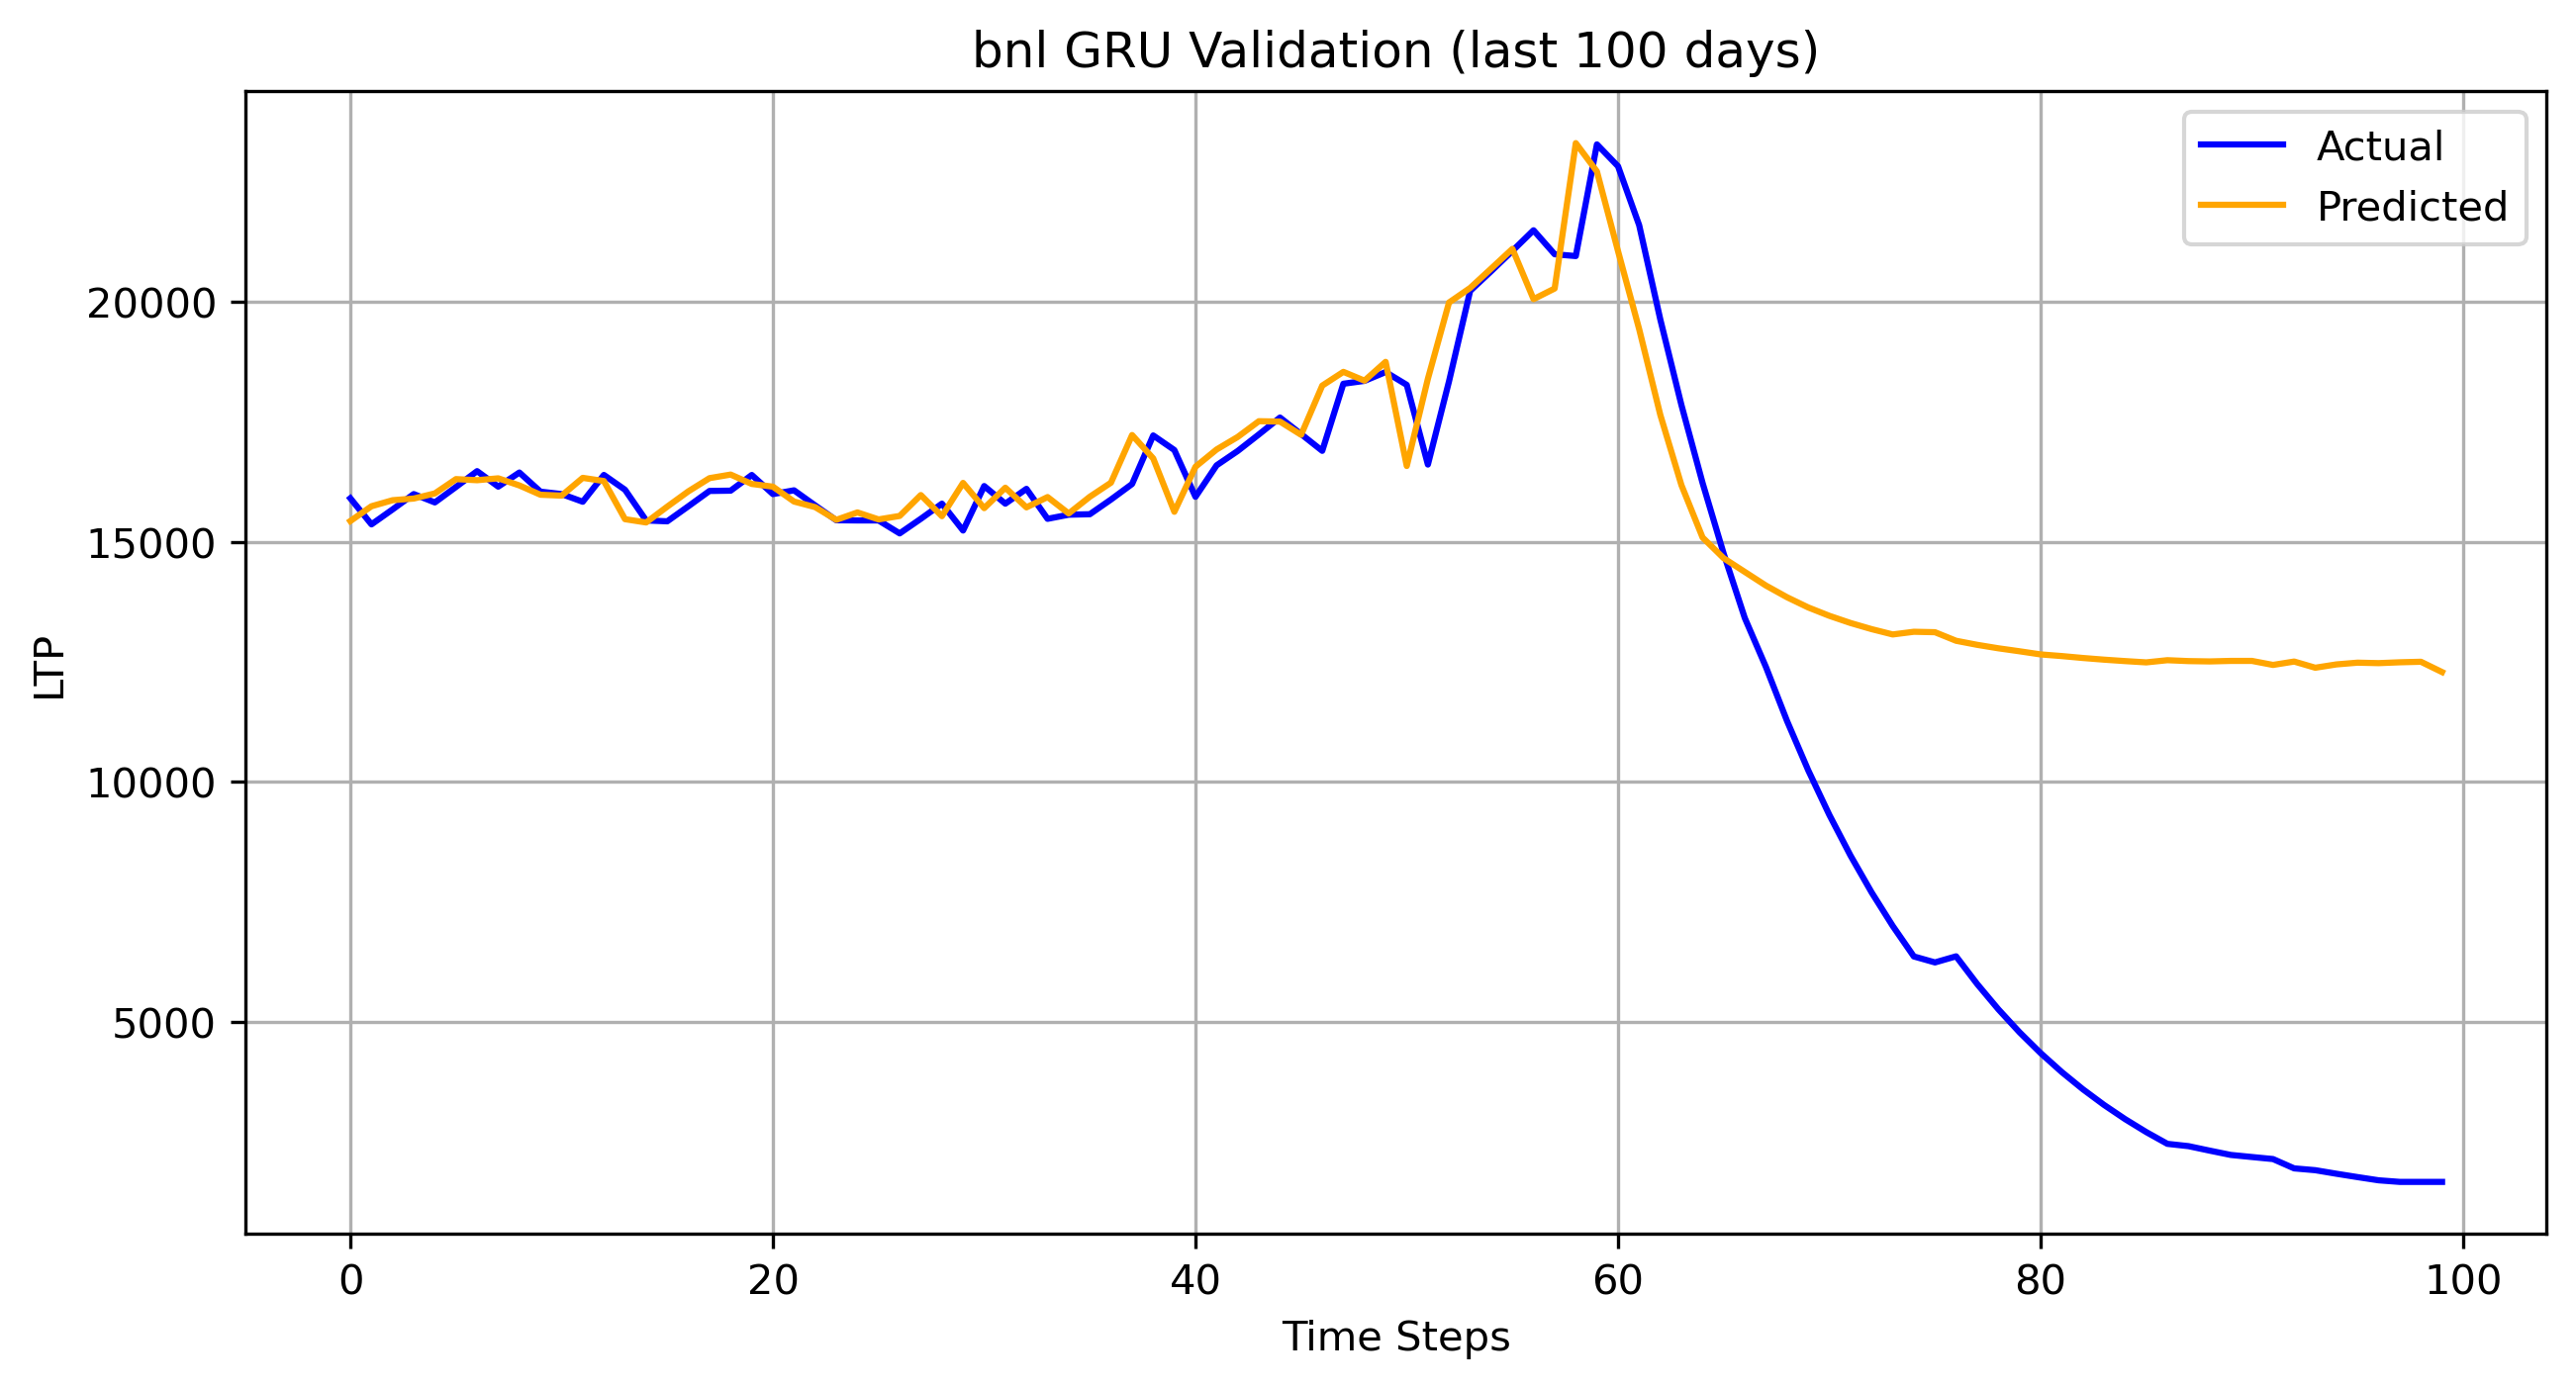 bnl GRU Validation (last 100 days)
Actual
Predicted
20000
15000
10000
5000
LTP
0 20 40 60 80 100
Time Steps